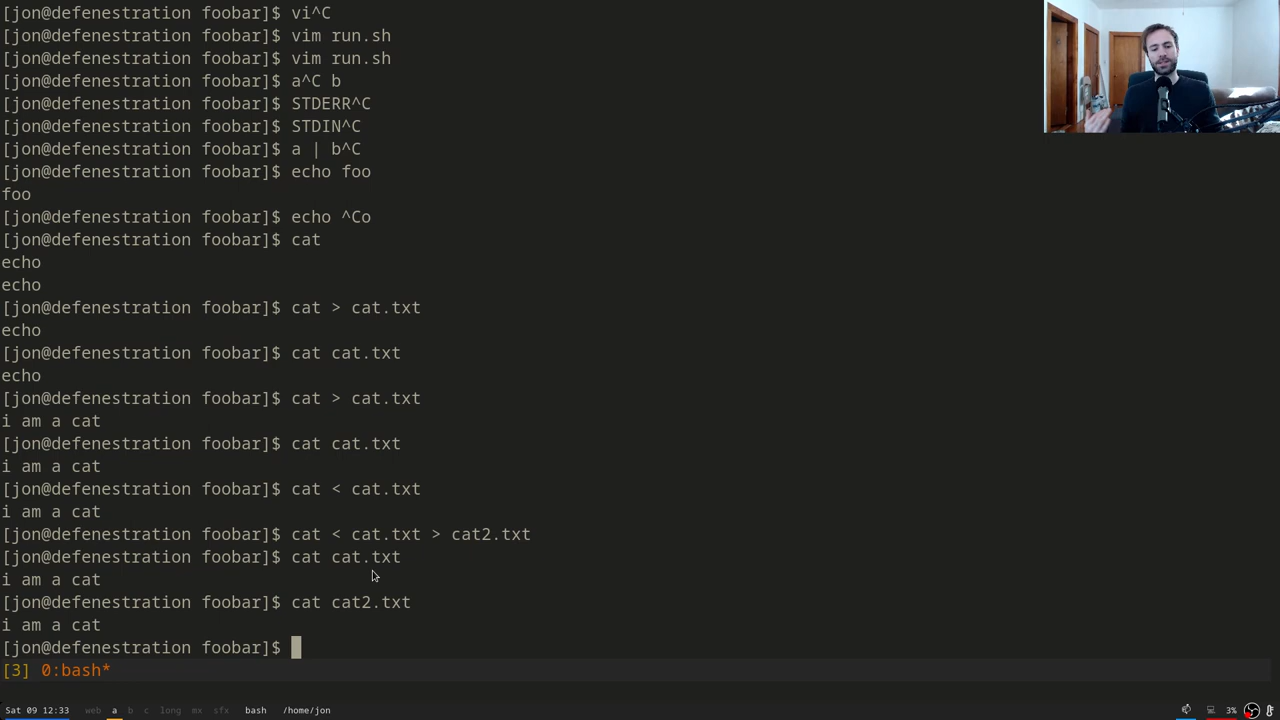 [jon@defenestration foobar]$ vi^C
[jon@defenestration foobar]$ vim run.sh
[jon@defenestration foobar]$ vim run.sh
[jon@defenestration foobar]$ a^C b
[jon@defenestration foobar]$ STDERR^C
[jon@defenestration foobar]$ STDIN^C
[jon@defenestration foobar]$ a | b^C
[jon@defenestration foobar]$ echo foo
foo
[jon@defenestration foobar]$ echo ^Co
[jon@defenestration foobar]$ cat
echo
echo
[jon@defenestration foobar]$ cat > cat.txt
echo
[jon@defenestration foobar]$ cat cat.txt
echo
[jon@defenestration foobar]$ cat > cat.txt
i am a cat
[jon@defenestration foobar]$ cat cat.txt
i am a cat
[jon@defenestration foobar]$ cat < cat.txt
i am a cat
[jon@defenestration foobar]$ cat < cat.txt > cat2.txt
[jon@defenestration foobar]$ cat cat.txt
i am a cat
[jon@defenestration foobar]$ cat cat2.txt
i am a cat
[jon@defenestration foobar]$
[3] 0:bash*
Sat 09 12:33 web a b c long mx sfx bash /home/jon 3%